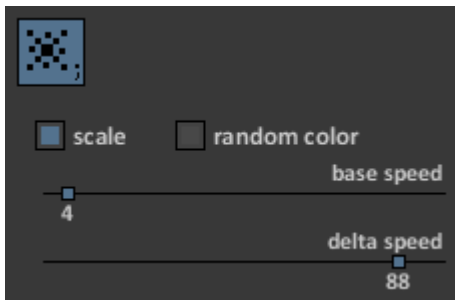 ;
scale
random color
base speed
4
delta speed
88